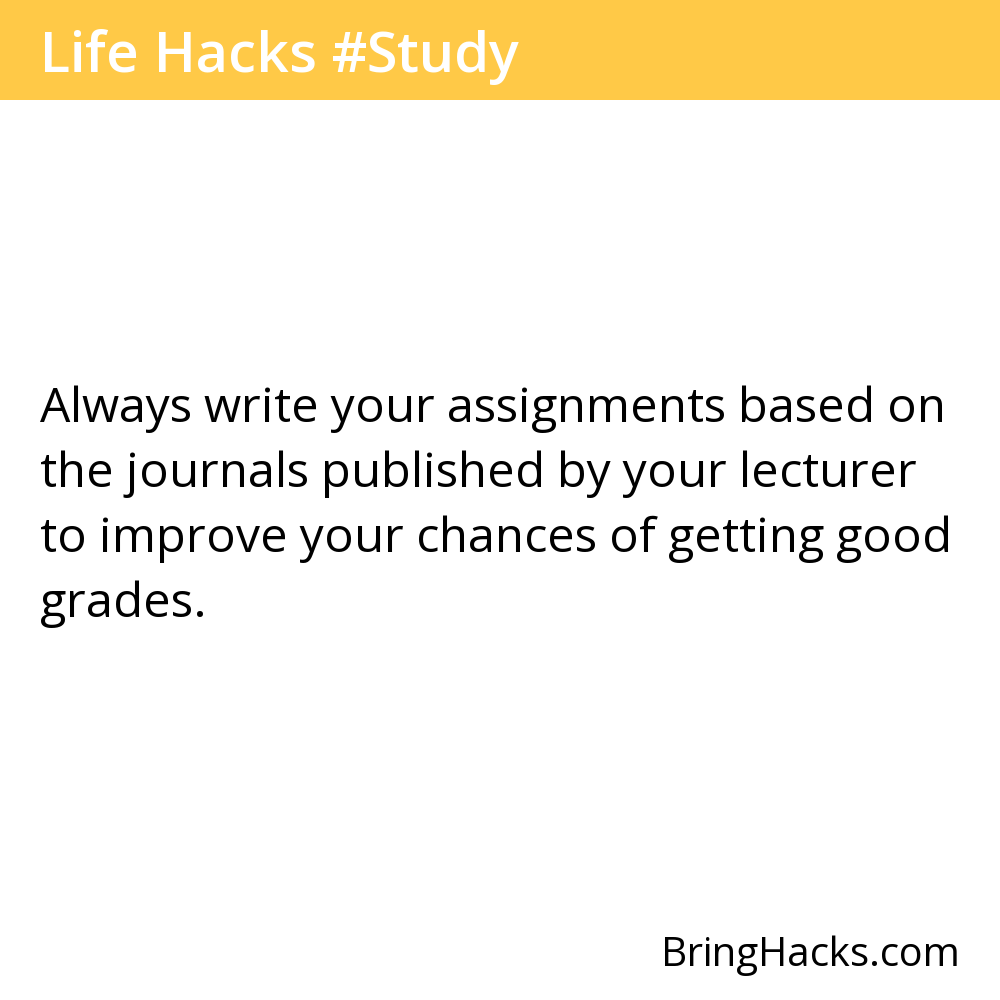 Life Hacks #Study
Always write your assignments based on
the journals published by your lecturer
to improve your chances of getting good
grades.
BringHacks.com